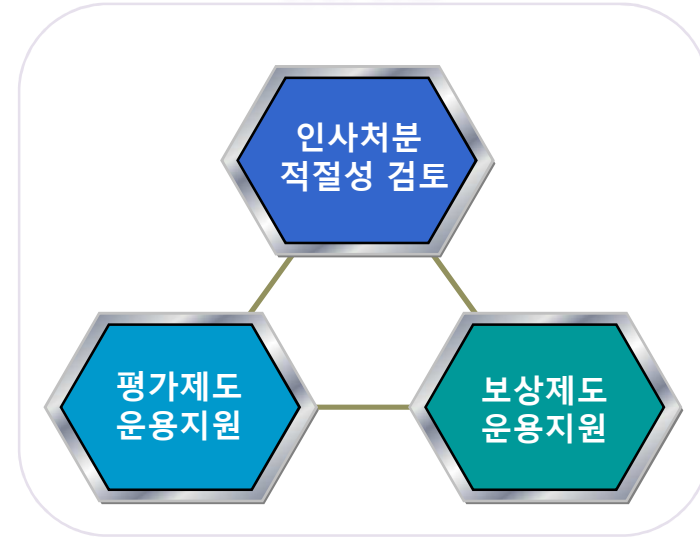 인사처분
적절성 검토
평가제도
운용지원
보상제도
운용지원